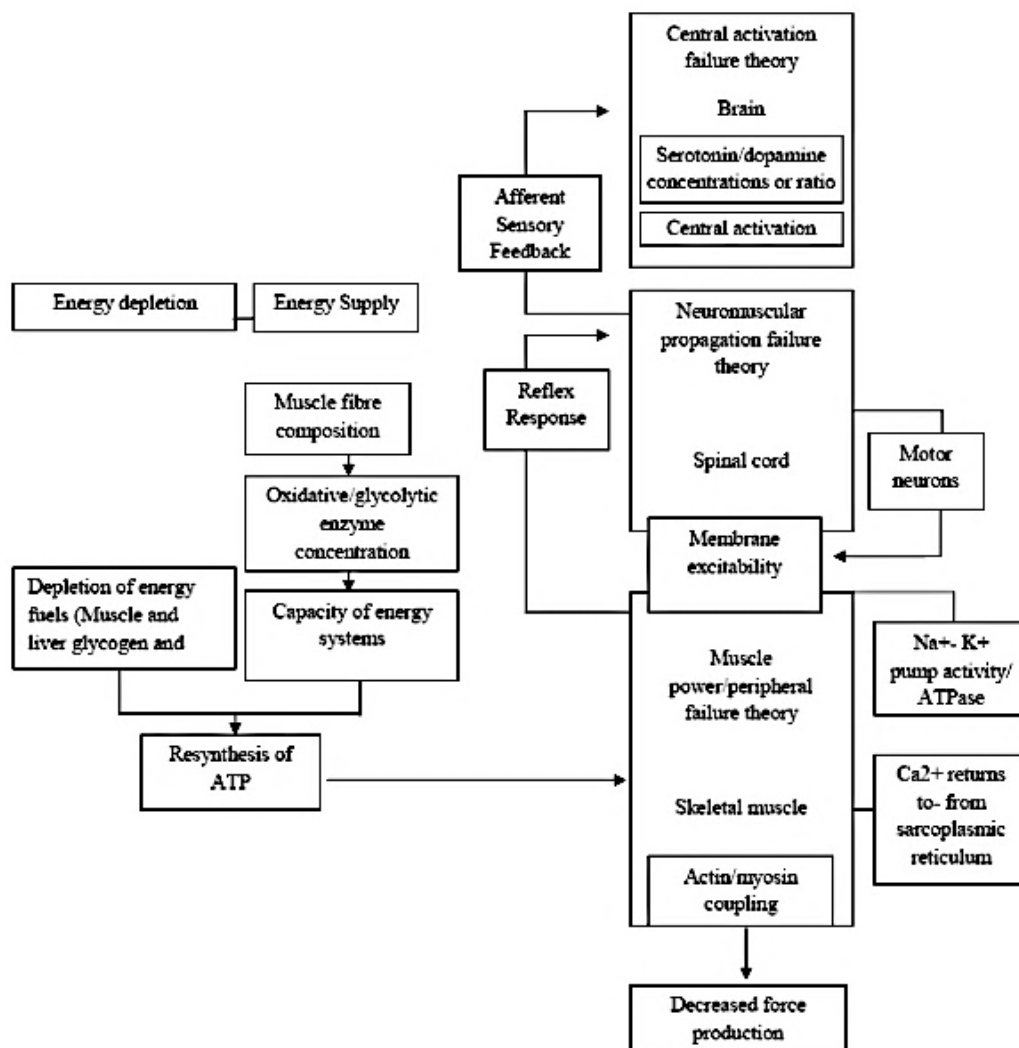 Central activation
failure theory
Brain
Serotonin/dopamine
concentrations or ratio
Central activation
Afferent
Sensory
Feedback
Energy depletion
Energy Supply
Neuromuscular
propagation failure
theory
Spinal cord
Reflex
Response
Motor
neurons
Muscle fibre
composition
Oxidative/glycolytic
enzyme
concentration
Membrane
excitability
Depletion of energy
fuels (Muscle and
liver glycogen and
Capacity of energy
systems
Na+- K+
pump activity/
ATPase
Muscle
power/peripheral
failure theory
Resynthesis of
ATP
Skeletal muscle
Ca2+ returns
to- from
sarcoplasmic
reticulum
Actin/myosin
coupling
Decreased force
production